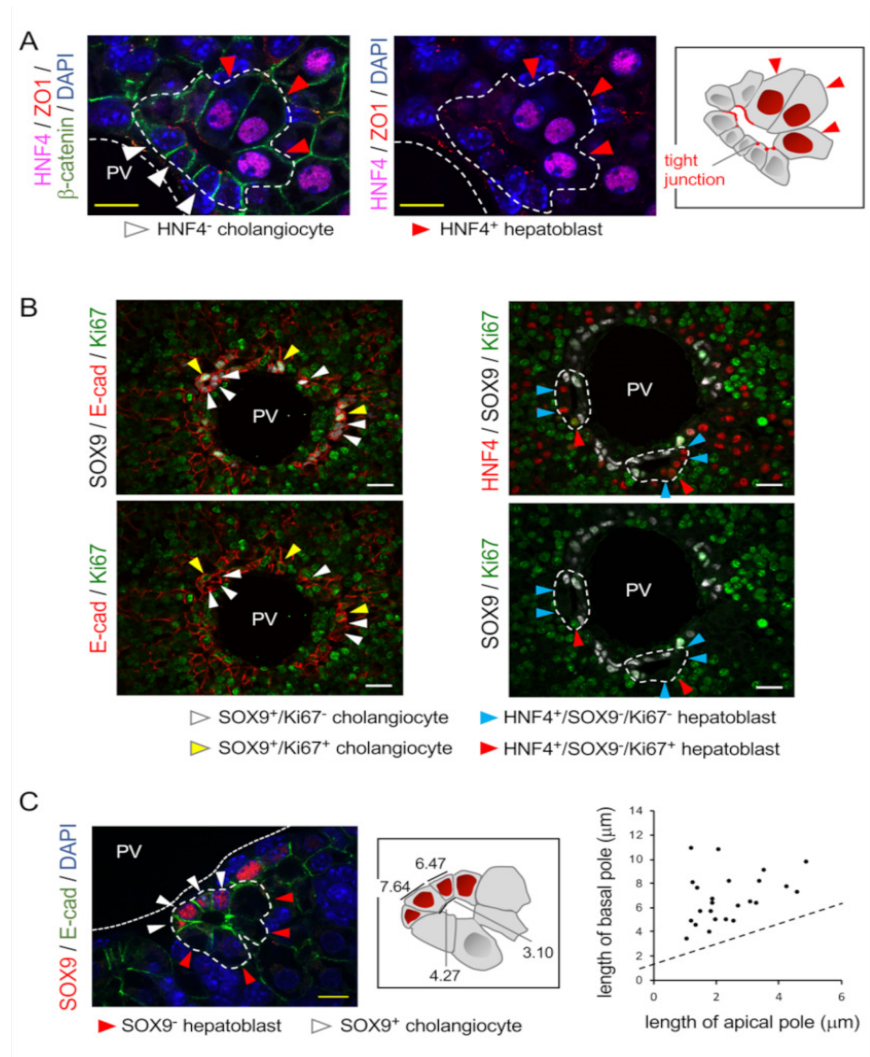 A
HNF4 / ZO1 /
β-catenin / DAPI
PV
HNF4 / ZO1 / DAPI
tight
junction
HNF4⁻ cholangiocyte
HNF4⁺ hepatoblast
B
SOX9 / E-cad / Ki67
PV
HNF4 / SOX9 / Ki67
PV
E-cad / Ki67
PV
SOX9 / Ki67
PV
SOX9⁺/Ki67⁻ cholangiocyte
HNF4⁺/SOX9⁻/Ki67⁻ hepatoblast
SOX9⁺/Ki67⁺ cholangiocyte
HNF4⁺/SOX9⁻/Ki67⁺ hepatoblast
C
SOX9 / E-cad / DAPI
PV
6.47
7.64
3.10
4.27
length of basal pole (μm)
14
12
10
8
6
4
2
0
0 2 4 6
length of apical pole (μm)
SOX9⁻ hepatoblast
SOX9⁺ cholangiocyte